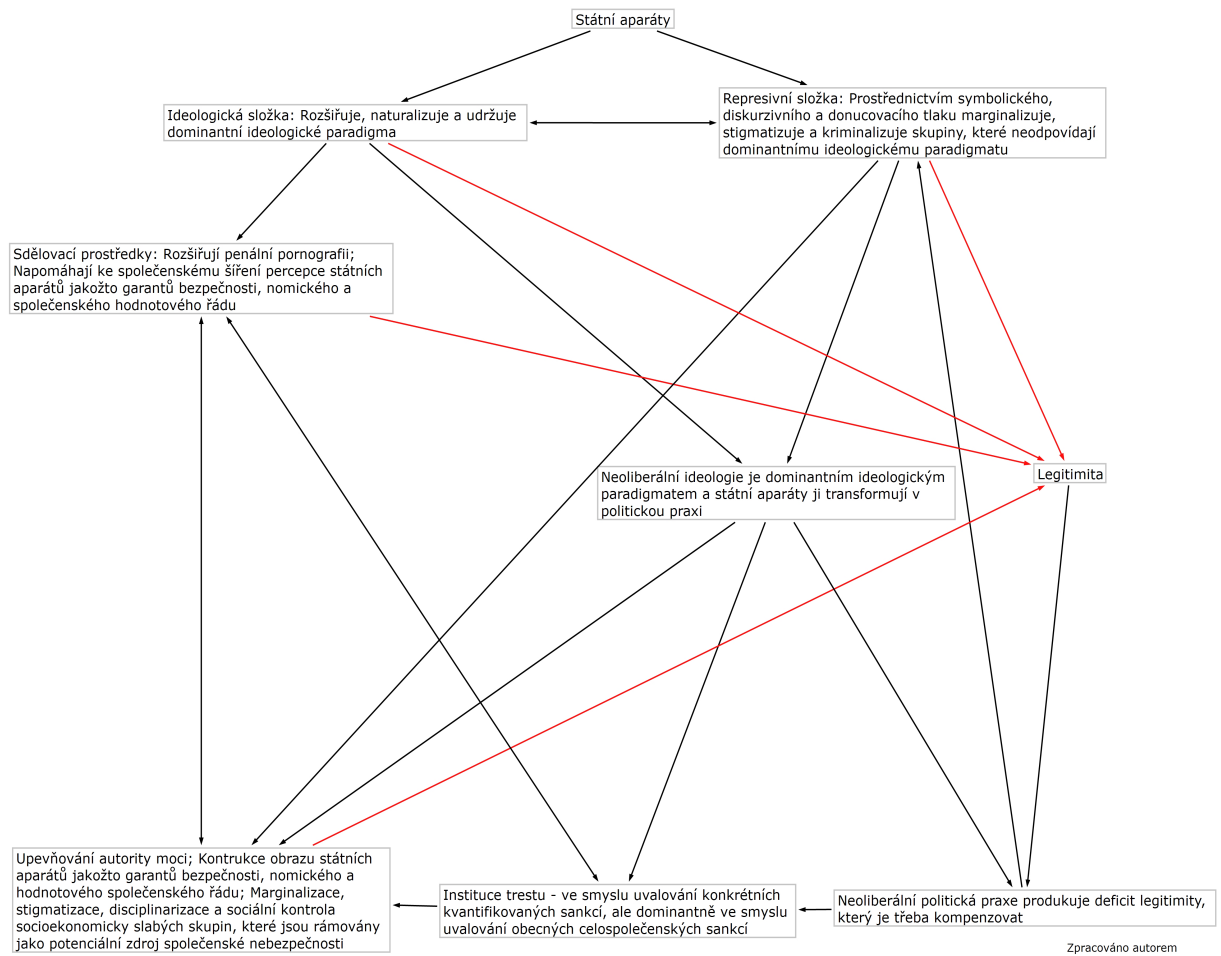 Státní aparáty
Ideologická složka: Rozšiřuje, naturalizuje a udržuje
dominantní ideologické paradigma
Represivní složka: Prostřednictvím symbolického,
diskurzivního a donucovacího tlaku marginalizuje,
stigmatizuje a kriminalizuje skupiny, které neodpovídají
dominantnímu ideologickému paradigmatu
Sdělovací prostředky: Rozšiřují penální pornografii;
Napomáhají ke společenskému šíření percepce státních
aparátů jakožto garantů bezpečnosti, nomického a
společenského hodnotového řádu
Neoliberální ideologie je dominantním ideologickým
paradigmatem a státní aparáty ji transformují v
politickou praxi
Legitimita
Upevňování autority moci; Kontrukce obrazu státních
aparátů jakožto garantů bezpečnosti, nomického a
hodnotového společenského řádu; Marginalizace,
stigmatizace, disciplinarizace a sociální kontrola
socioekonomicky slabých skupin, které jsou rámovány
jako potenciální zdroj společenské nebezpečnosti
Instituce trestu - ve smyslu uvalování konkrétních
kvantifikovaných sankcí, ale dominantně ve smyslu
uvalování obecných celospolečenských sankcí
Neoliberální politická praxe produkuje deficit legitimity,
který je třeba kompenzovat
Zpracováno autorem